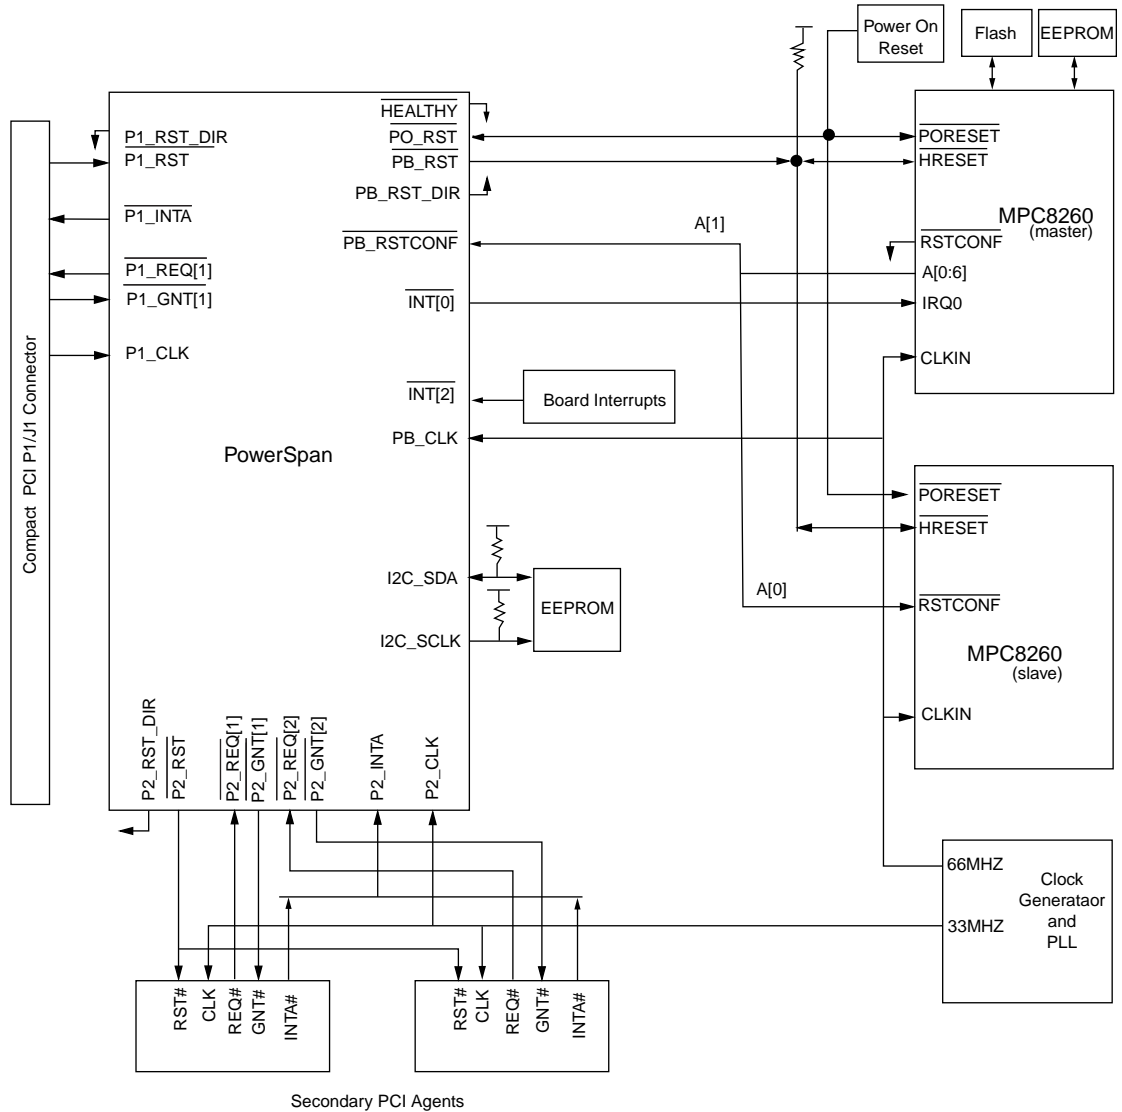 Power On
Reset
Flash
EEPROM
HEALTHY
PO_RST
PB_RST
PB_RST_DIR
PB_RSTCONF
INT[0]
INT[2]
PB_CLK
P1_RST_DIR
P1_RST
P1_INTA
P1_REQ[1]
P1_GNT[1]
P1_CLK
Compact PCI P1/J1 Connector
PowerSpan
Board Interrupts
A[1]
A[0]
PORESET
HRESET
MPC8260
(master)
RSTCONF
A[0:6]
IRQ0
CLKIN
PORESET
HRESET
RSTCONF
MPC8260
(slave)
CLKIN
I2C_SDA
I2C_SCLK
EEPROM
P2_RST_DIR
P2_RST
P2_REQ[1]
P2_GNT[1]
P2_REQ[2]
P2_GNT[2]
P2_INTA
P2_CLK
66MHZ
33MHZ
Clock
Generataor
and
PLL
RST#
CLK
REQ#
GNT#
INTA#
RST#
CLK
REQ#
GNT#
INTA#
Secondary PCI Agents